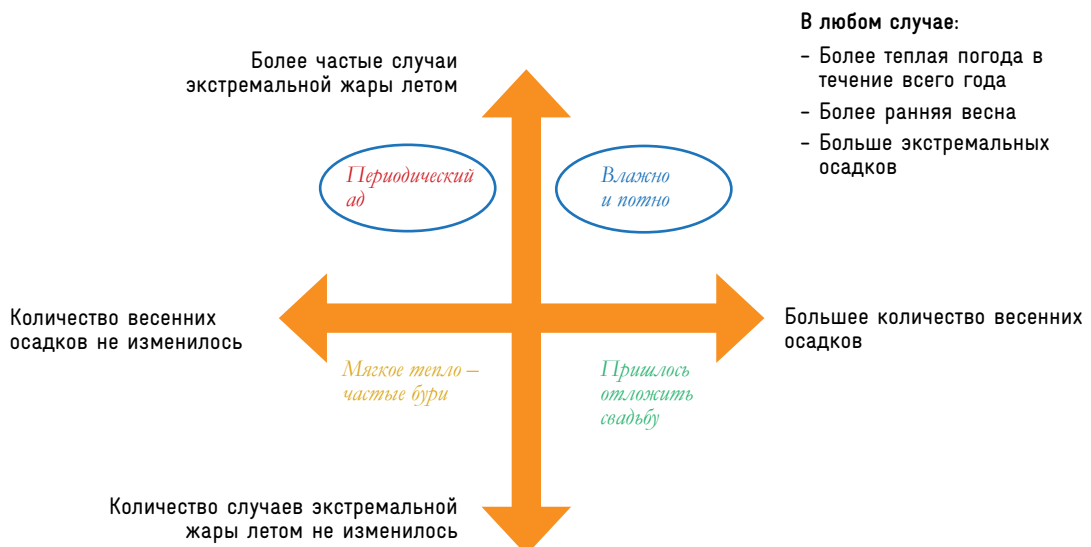 В любом случае:
– Более теплая погода в
течение всего года
– Более ранняя весна
– Больше экстремальных
осадков
Более частые случаи
экстремальной жары летом
Периодический
ад
Влажно
и потно
Количество весенних
осадков не изменилось
Большее количество весенних
осадков
Мягкое тепло –
частые бури
Пришлось
отложить
свадьбу
Количество случаев экстремальной
жары летом не изменилось